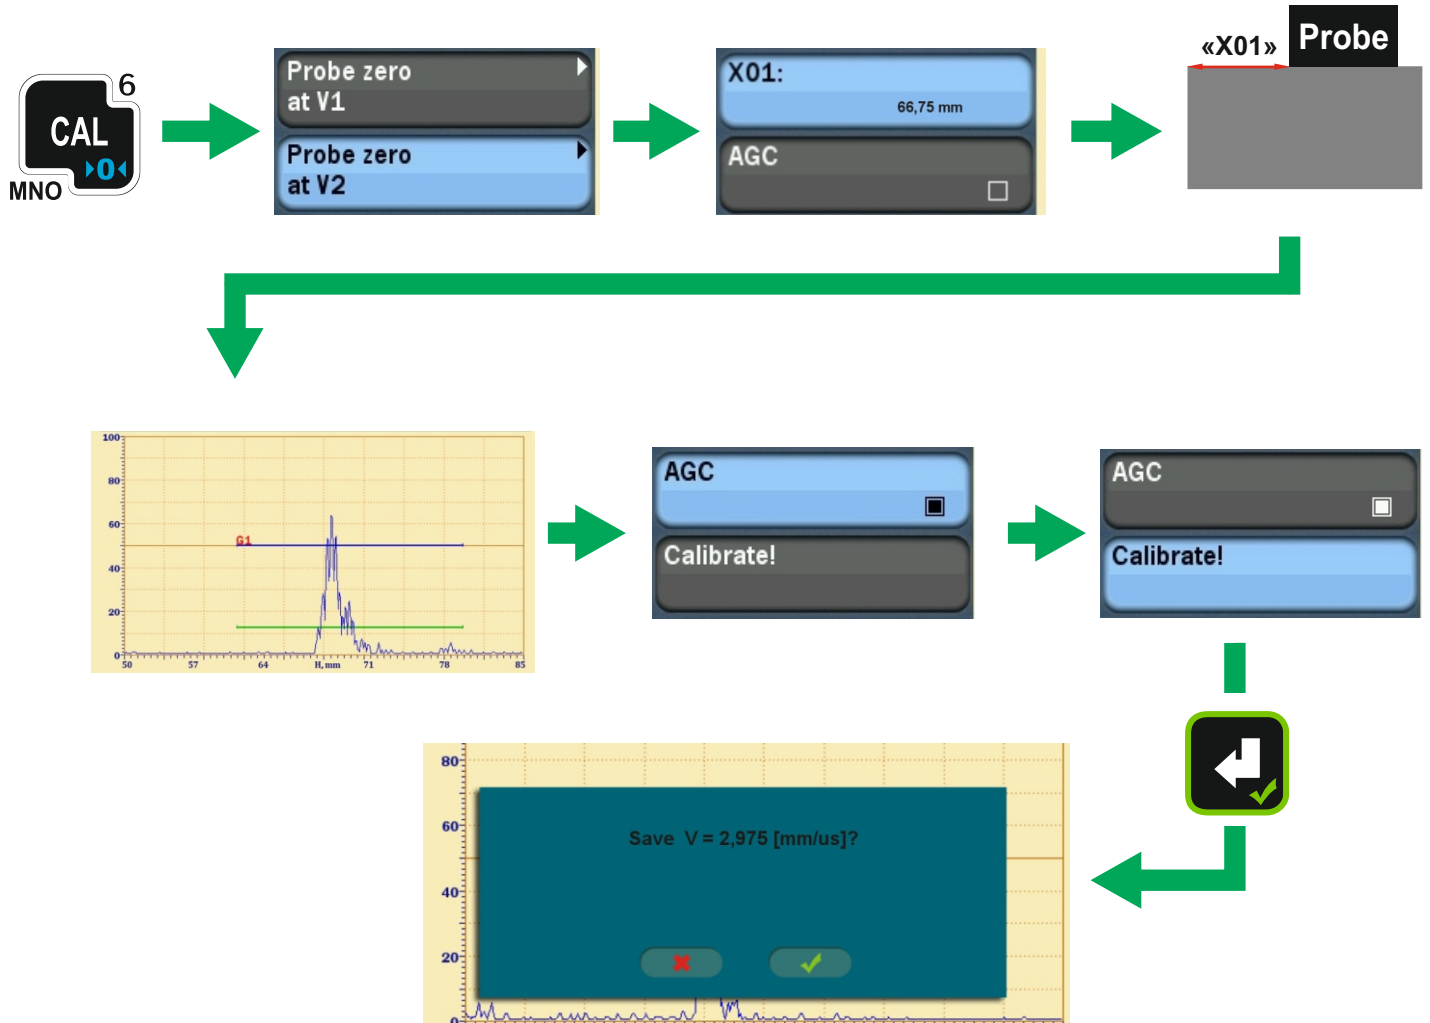 6
CAL
0
MNO
Probe zero
at V1
Probe zero
at V2
X01:
66,75 mm
AGC
«X01»
Probe
100
80
60
40
20
0
G1
50 57 64 H, mm 71 78 85
AGC
Calibrate!
AGC
Calibrate!
80
60
40
20
0
Save V = 2,975 [mm/us]?